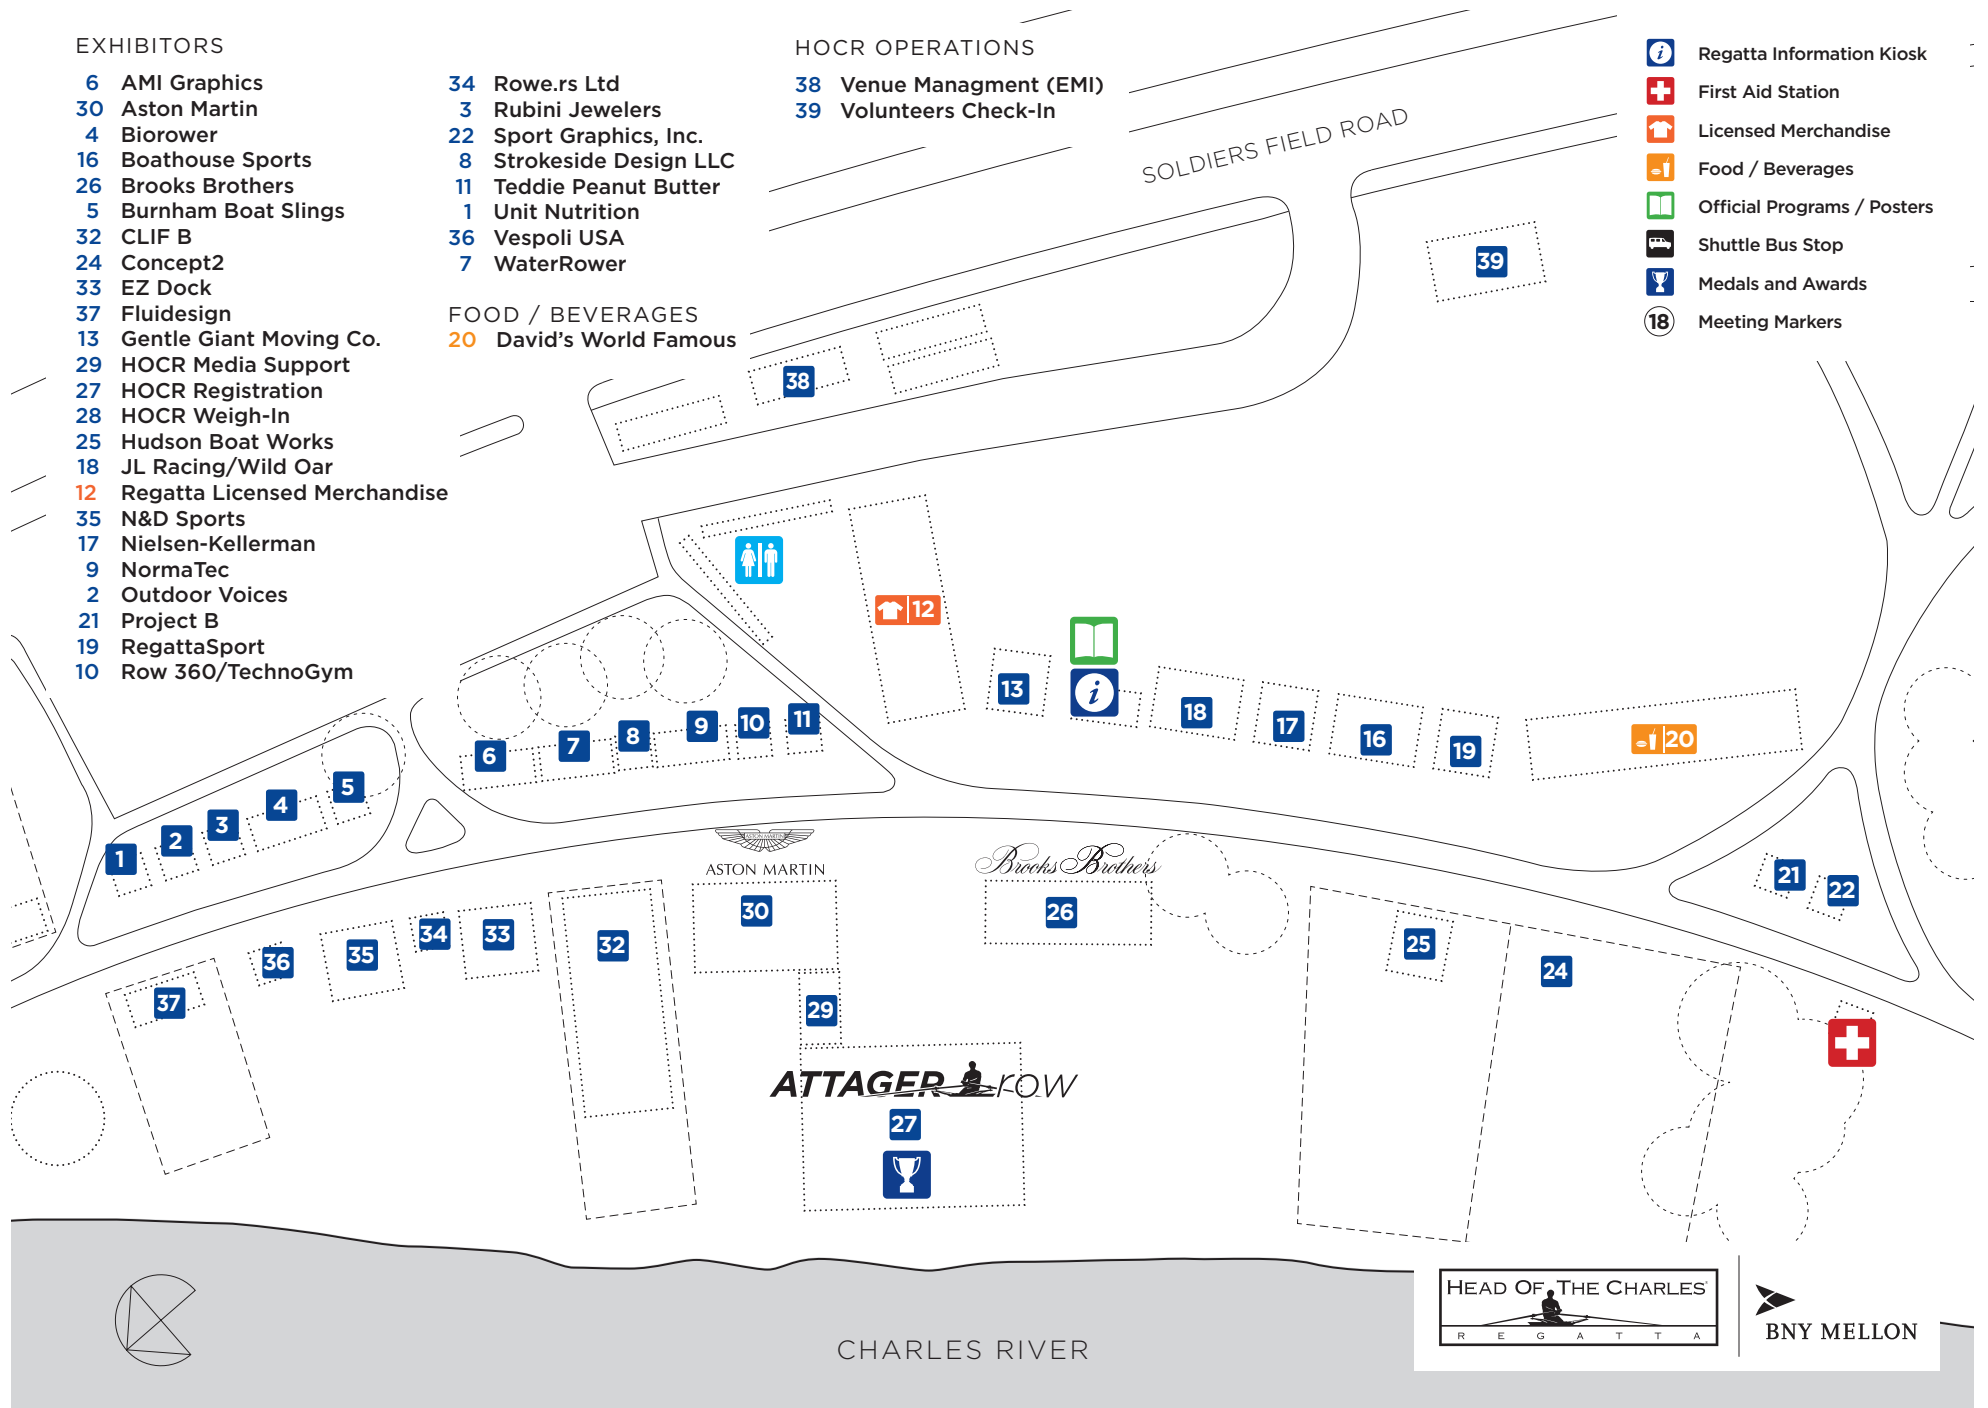 EXHIBITORS
6 AMI Graphics
30 Aston Martin
4 Biorower
16 Boathouse Sports
26 Brooks Brothers
5 Burnham Boat Slings
32 CLIF B
24 Concept2
33 EZ Dock
37 Fluidesign
13 Gentle Giant Moving Co.
29 HOCR Media Support
27 HOCR Registration
28 HOCR Weigh-In
25 Hudson Boat Works
18 JL Racing/Wild Oar
12 Regatta Licensed Merchandise
35 N&D Sports
17 Nielsen-Kellerman
9 NormaTec
2 Outdoor Voices
21 Project B
19 RegattaSport
10 Row 360/TechnoGym
34 Rowe.rs Ltd
3 Rubini Jewelers
22 Sport Graphics, Inc.
8 Strokeside Design LLC
11 Teddie Peanut Butter
1 Unit Nutrition
36 Vespoli USA
7 WaterRower
FOOD / BEVERAGES
20 David's World Famous
HOCR OPERATIONS
38 Venue Managment (EMI)
39 Volunteers Check-In
i Regatta Information Kiosk
First Aid Station
Licensed Merchandise
Food / Beverages
Official Programs / Posters
Shuttle Bus Stop
Medals and Awards
18 Meeting Markers
SOLDIERS FIELD ROAD
39
38
12
13
i
18
17
16
19
20
11
10
9
8
7
6
5
4
3
2
1
21
22
ASTON MARTIN
ASTON MARTIN
Brooks Brothers
30
26
25
24
32
33
34
35
36
37
29
ATTAGER row
27
CHARLES RIVER
HEAD OF THE CHARLES®
REGATTA
BNY MELLON